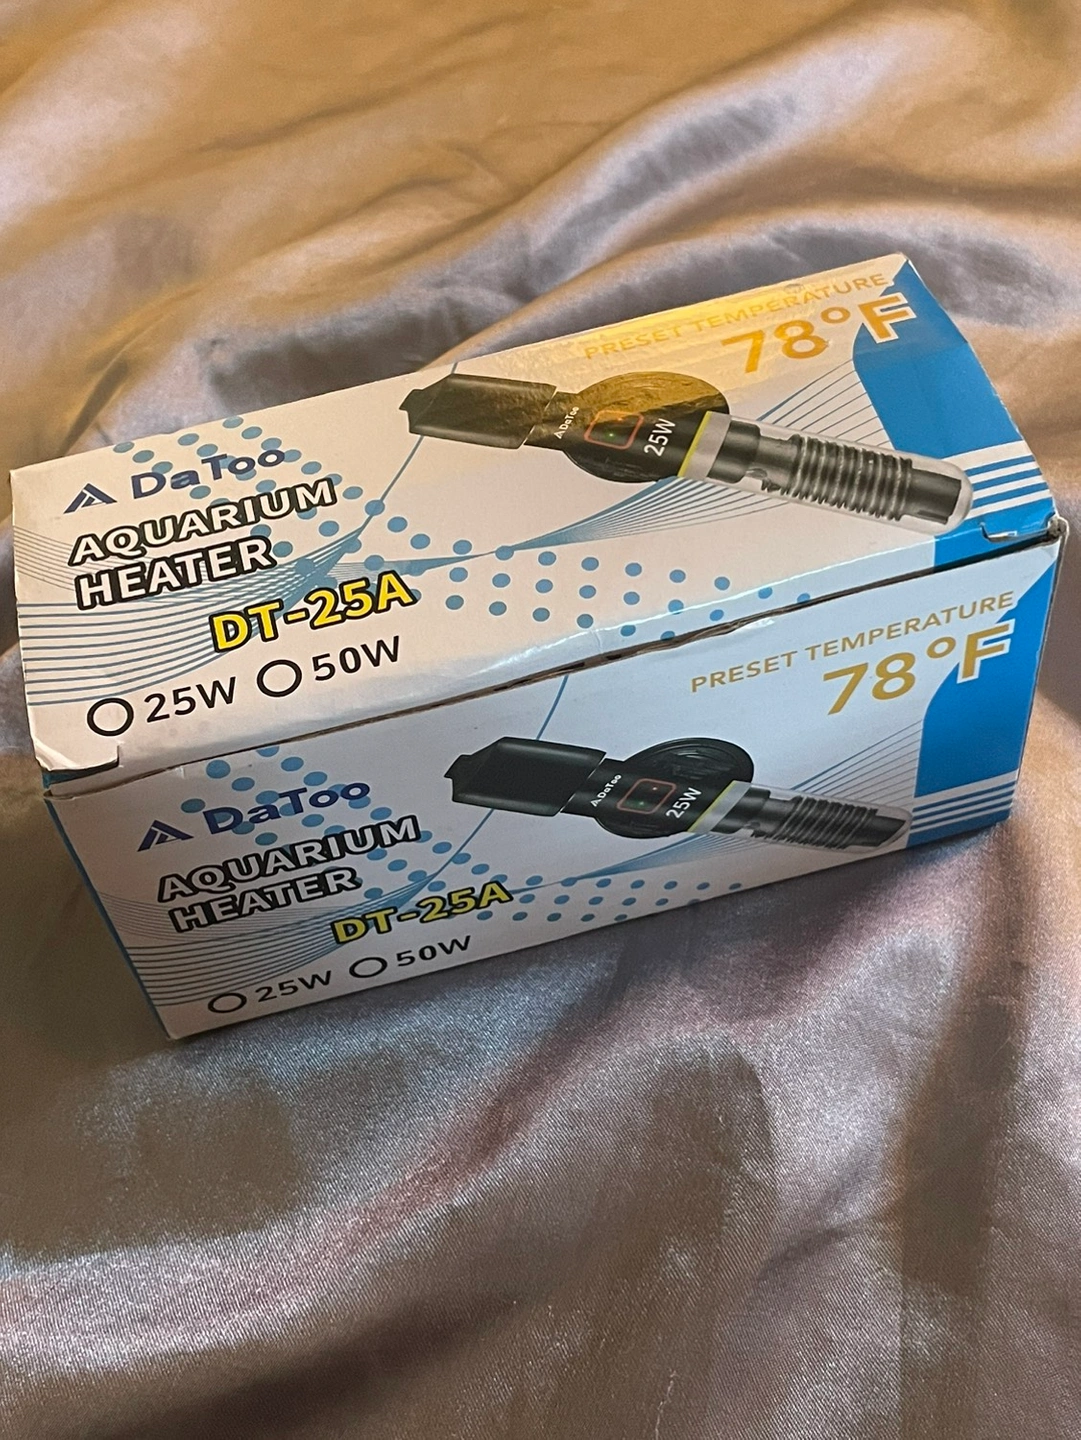 PRESET TEMPERATURE
78°F
DaToo
25W
DaToo
AQUARIUM
HEATER
DT-25A
25W 50W
PRESET TEMPERATURE
78°F
DaToo
25W
DaToo
AQUARIUM
HEATER
DT-25A
25W 50W